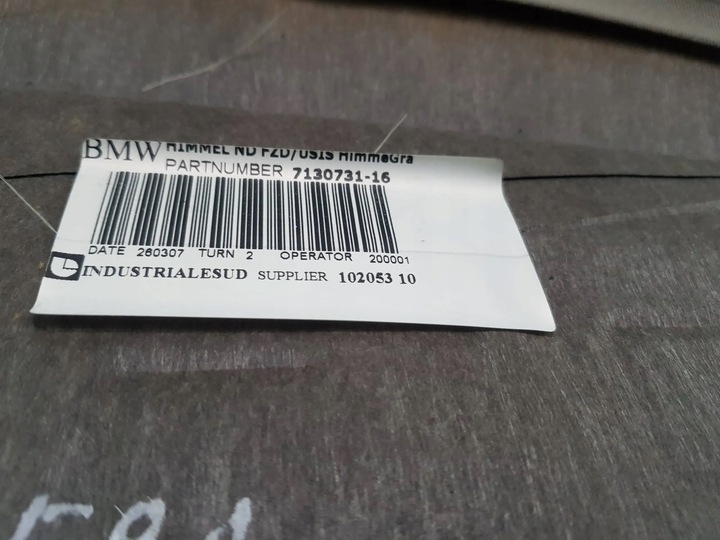 BMW HIMMEL ND FZD/USIS HimmeGra
PARTNUMBER 7130731-16
DATE 260307 TURN 2 OPERATOR 200001
INDUSTRIALESUD SUPPLIER 102053 10